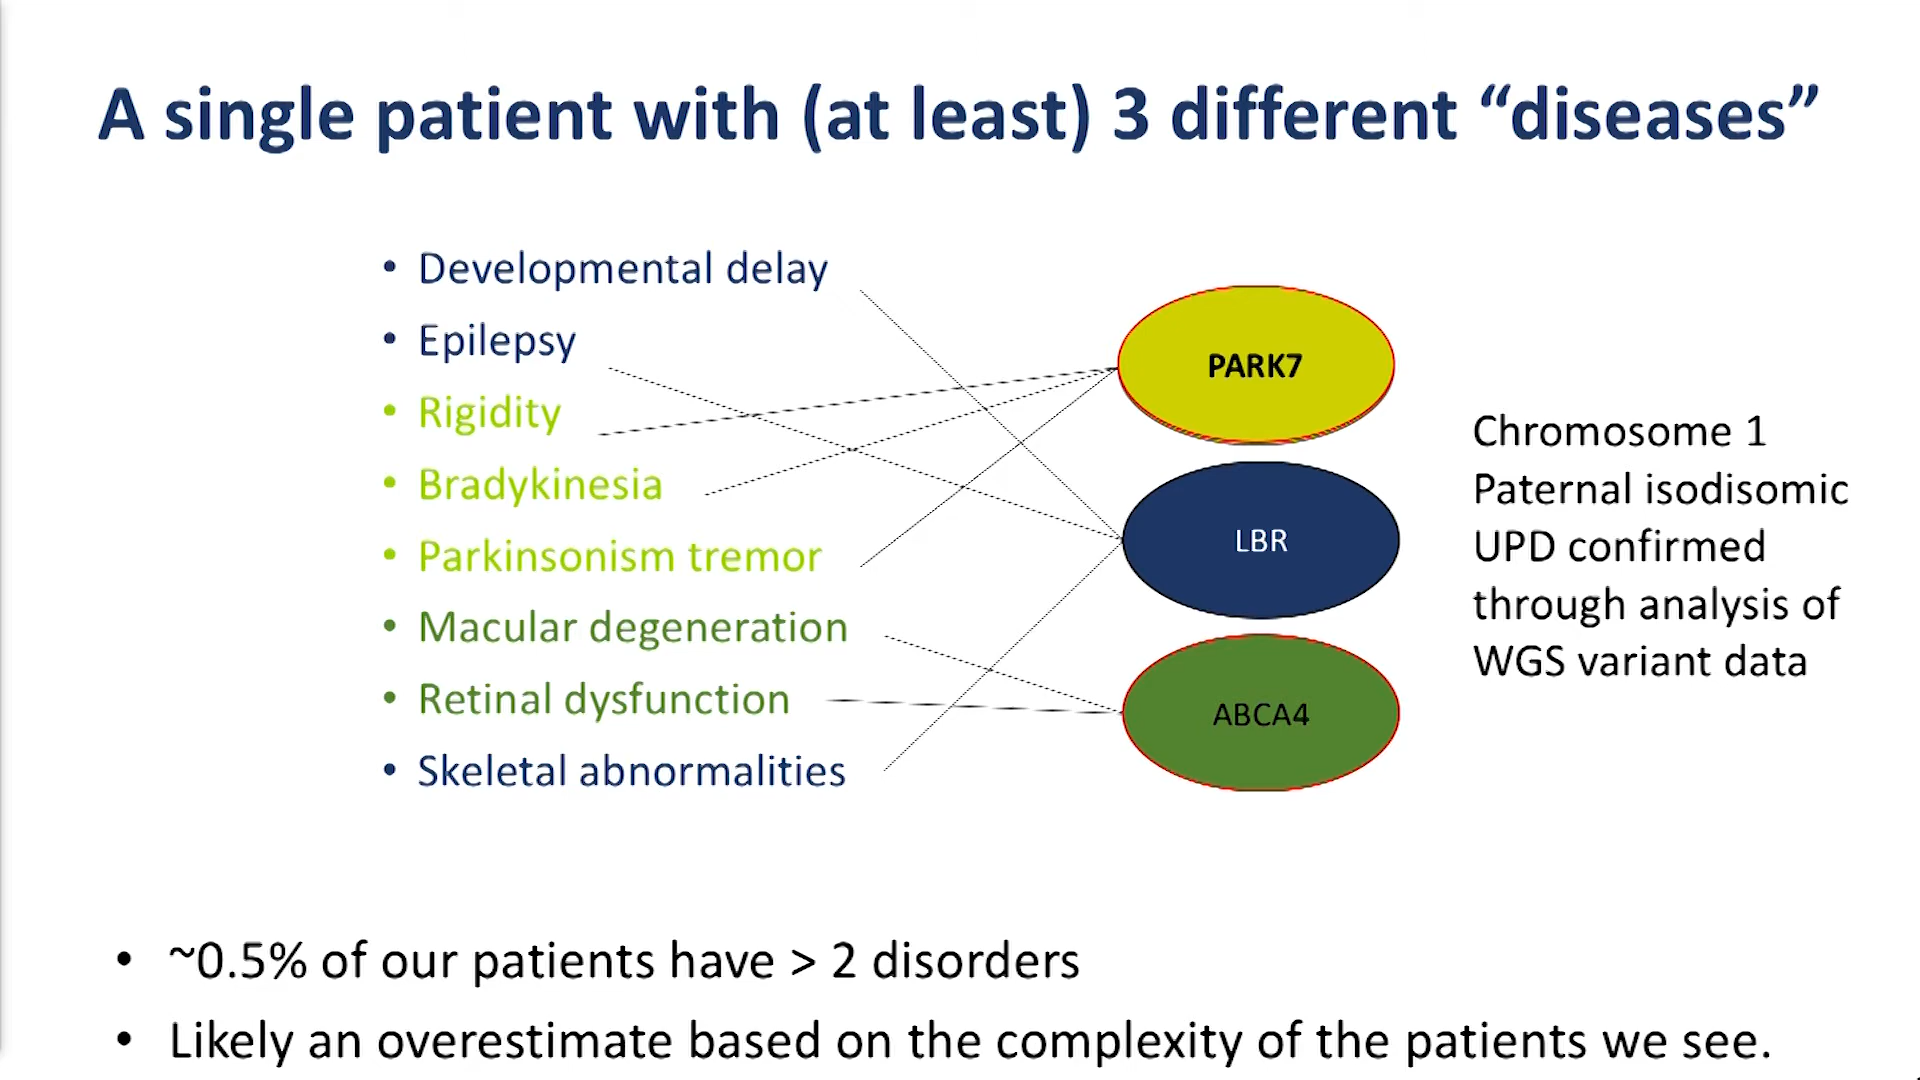 A single patient with (at least) 3 different “diseases”
• Developmental delay
• Epilepsy
• Rigidity
• Bradykinesia
• Parkinsonism tremor
• Macular degeneration
• Retinal dysfunction
• Skeletal abnormalities
PARK7
LBR
ABCA4
Chromosome 1
Paternal isodisomic
UPD confirmed
through analysis of
WGS variant data
• ~0.5% of our patients have > 2 disorders
• Likely an overestimate based on the complexity of the patients we see.